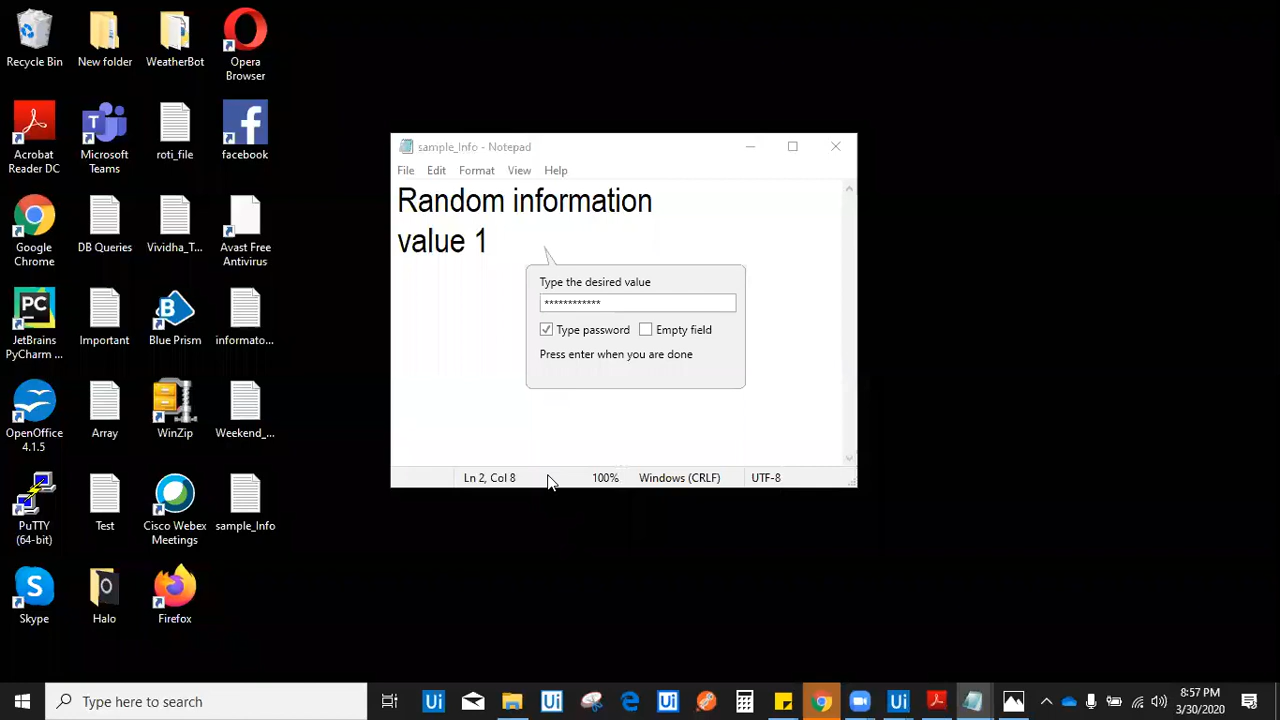 Recycle Bin
New folder
WeatherBot
Opera
Browser
Acrobat
Reader DC
Microsoft
Teams
roti_file
facebook
Google
Chrome
DB Queries
Vividha_T...
Avast Free
Antivirus
JetBrains
PyCharm ...
Important
Blue Prism
informato...
OpenOffice
4.1.5
Array
WinZip
Weekend_...
PuTTY
(64-bit)
Test
Cisco Webex
Meetings
sample_Info
Skype
Halo
Firefox
sample_Info - Notepad
File Edit Format View Help
Random information
value 1
Type the desired value
************
Type password Empty field
Press enter when you are done
Ln 2, Col 8 100% Windows (CRLF) UTF-8
Type here to search
8:57 PM
3/30/2020